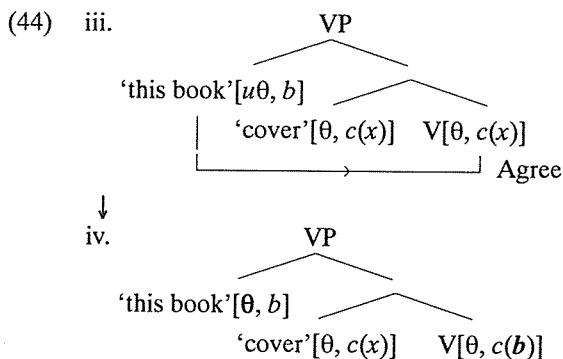 (44) iii. VP
'this book'[uθ, b]
'cover'[θ, c(x)] V[θ, c(x)]
Agree
↓
iv. VP
'this book'[θ, b]
'cover'[θ, c(x)] V[θ, c(b)]